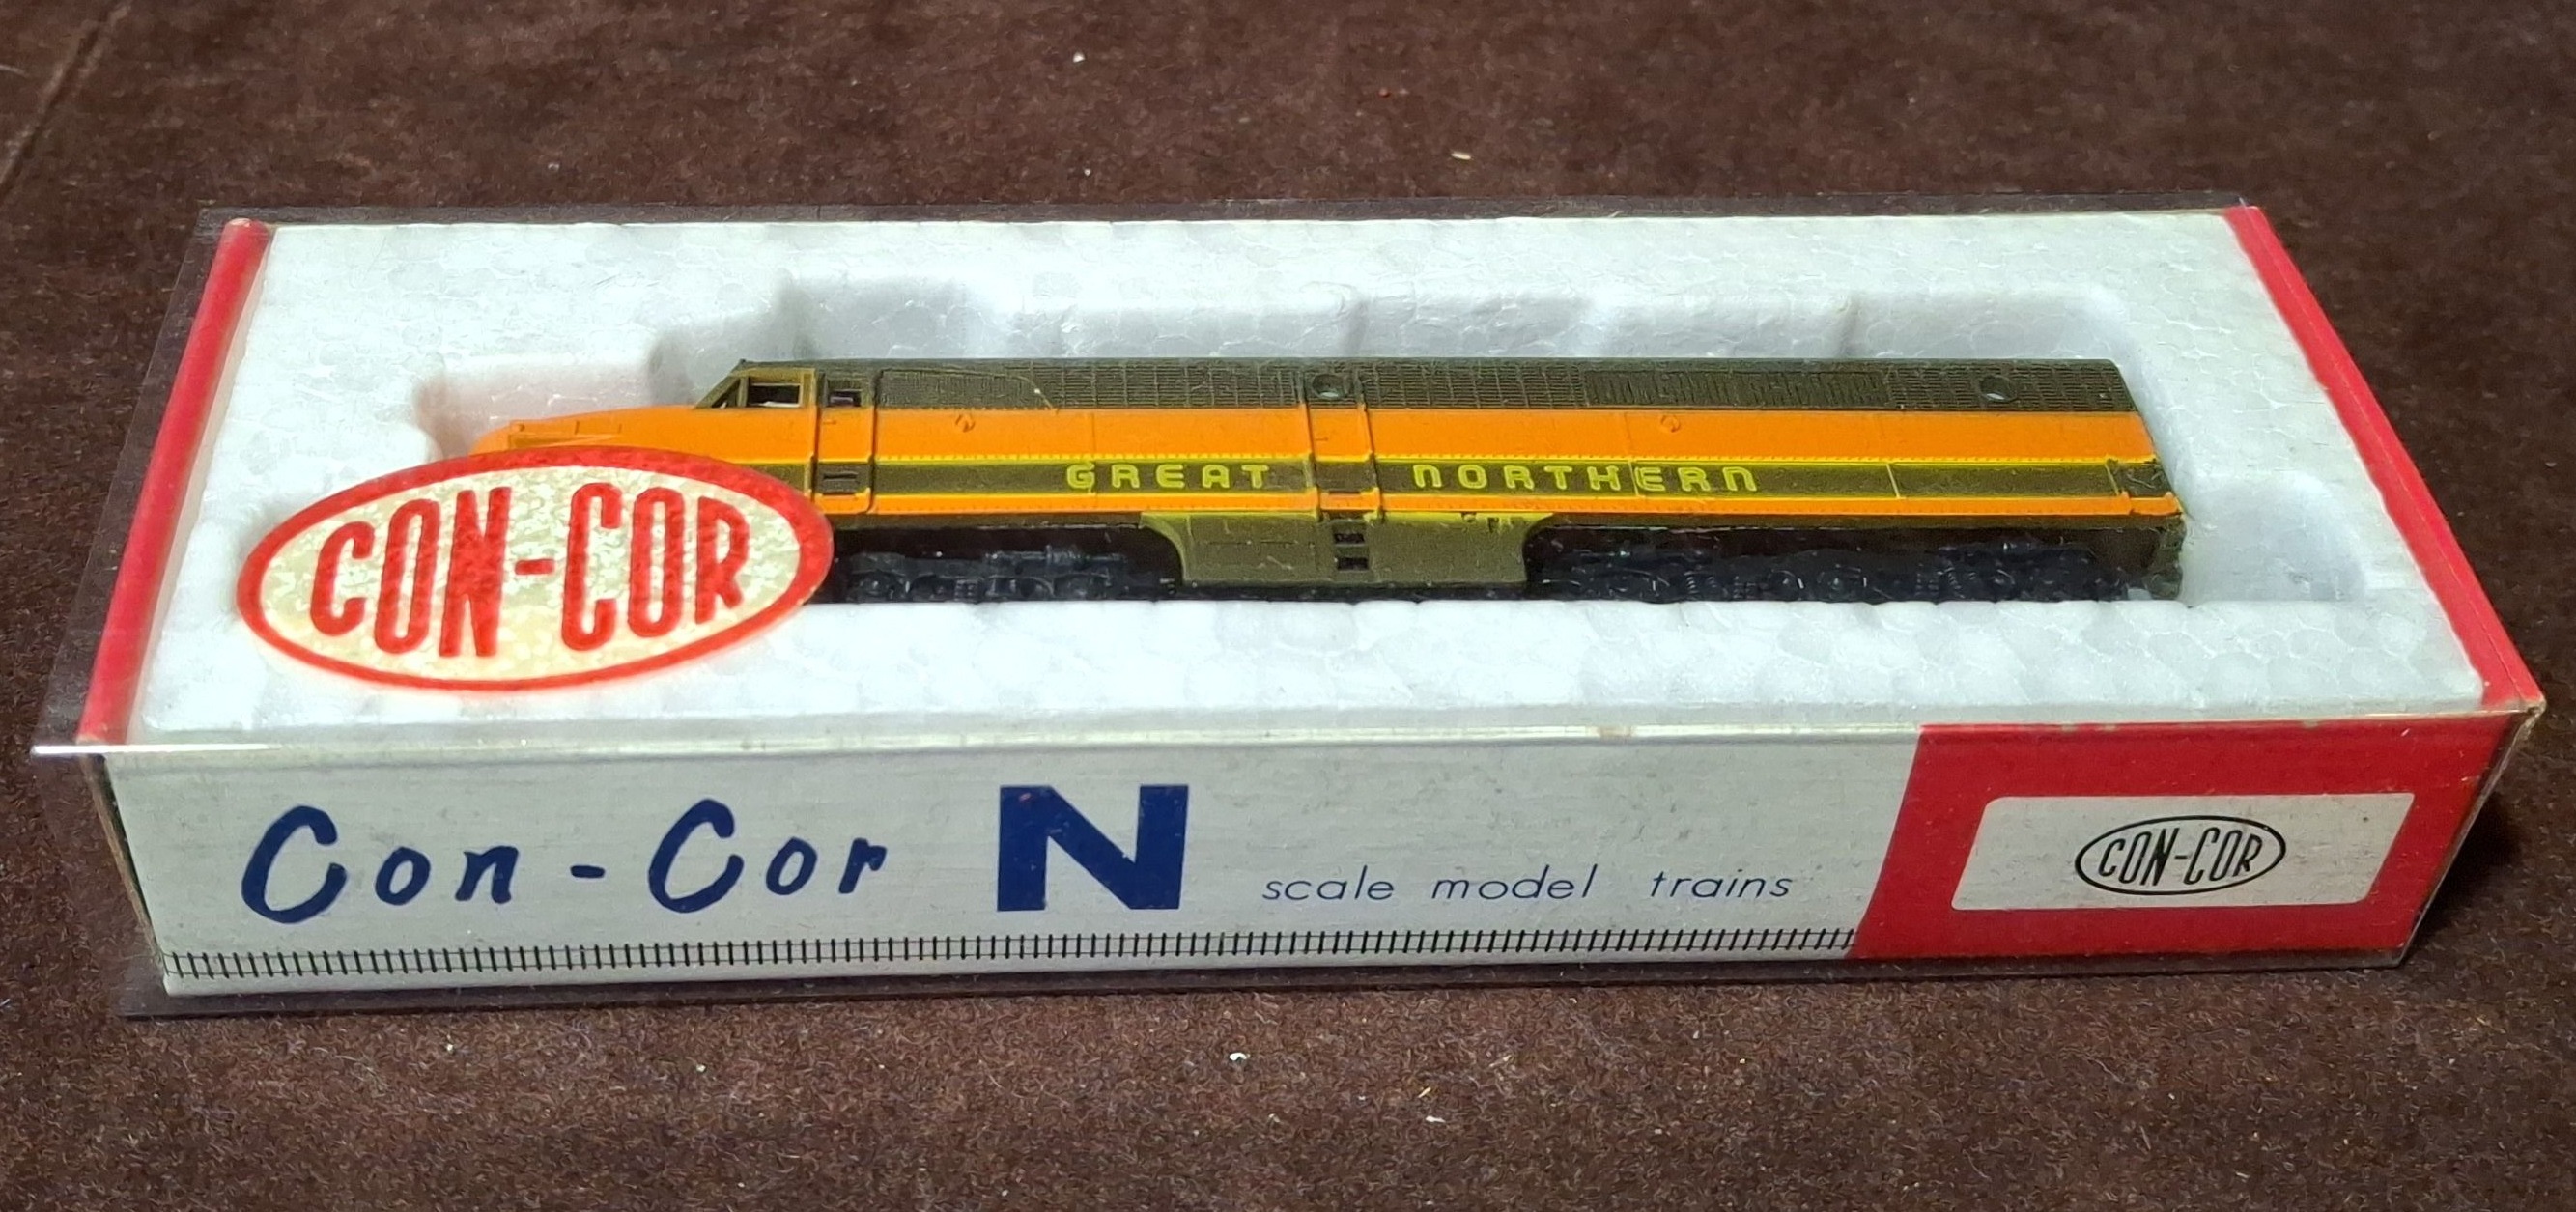 GREAT NORTHERN
CON-COR
Con-Cor N scale model trains
CON-COR